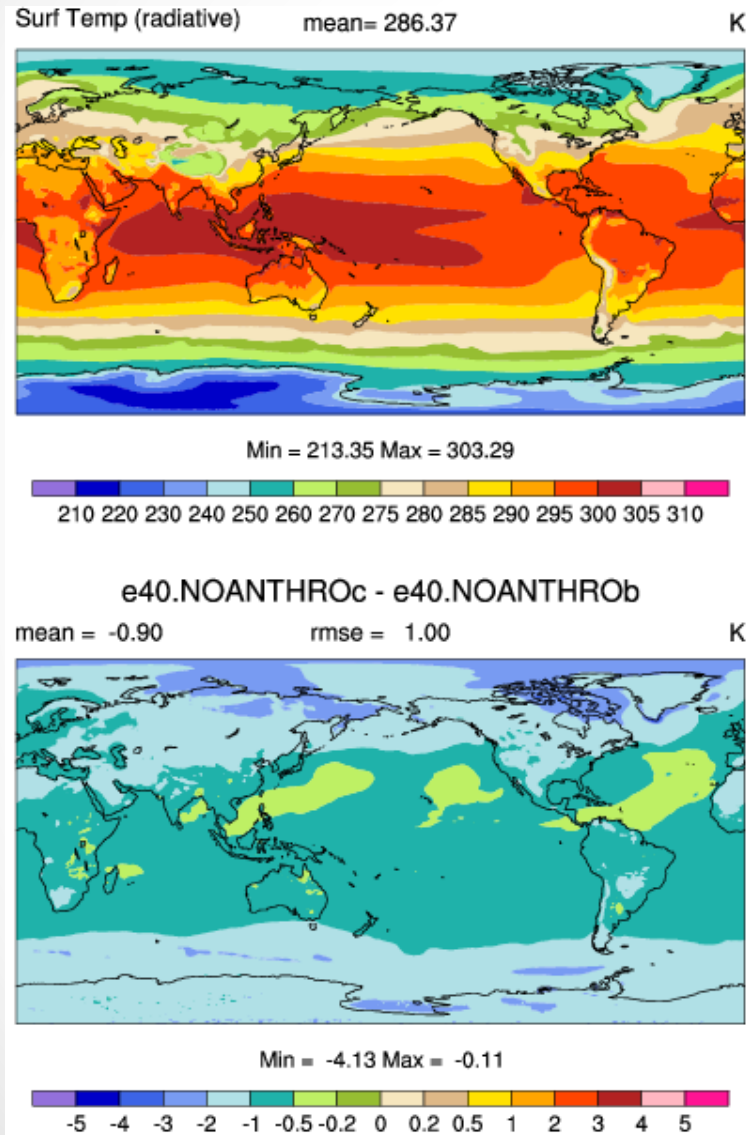 Surf Temp (radiative) mean= 286.37 K
Min = 213.35 Max = 303.29
210 220 230 240 250 260 270 275 280 285 290 295 300 305 310
e40.NOANTHROc - e40.NOANTHROb
mean = -0.90 rmse = 1.00 K
Min = -4.13 Max = -0.11
-5 -4 -3 -2 -1 -0.5 -0.2 0 0.2 0.5 1 2 3 4 5